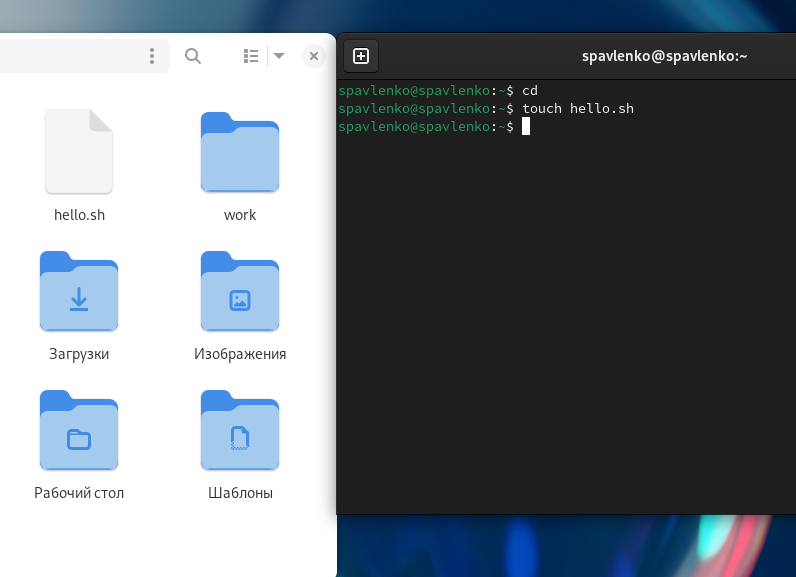 hello.sh
work
Загрузки
Изображения
Рабочий стол
Шаблоны
spavlenko@spavlenko:~
spavlenko@spavlenko:~$ cd
spavlenko@spavlenko:~$ touch hello.sh
spavlenko@spavlenko:~$